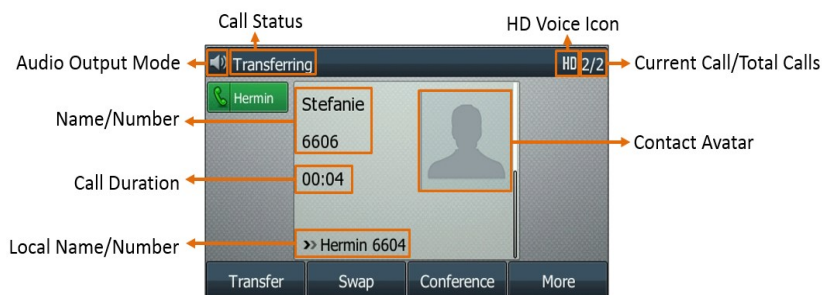 Call Status
HD Voice Icon
Audio Output Mode
Transferring
HD 2/2
Current Call/Total Calls
Hermin
Stefanie
Name/Number
6606
Contact Avatar
Call Duration
00:04
Local Name/Number
Hermin 6604
Transfer Swap Conference More